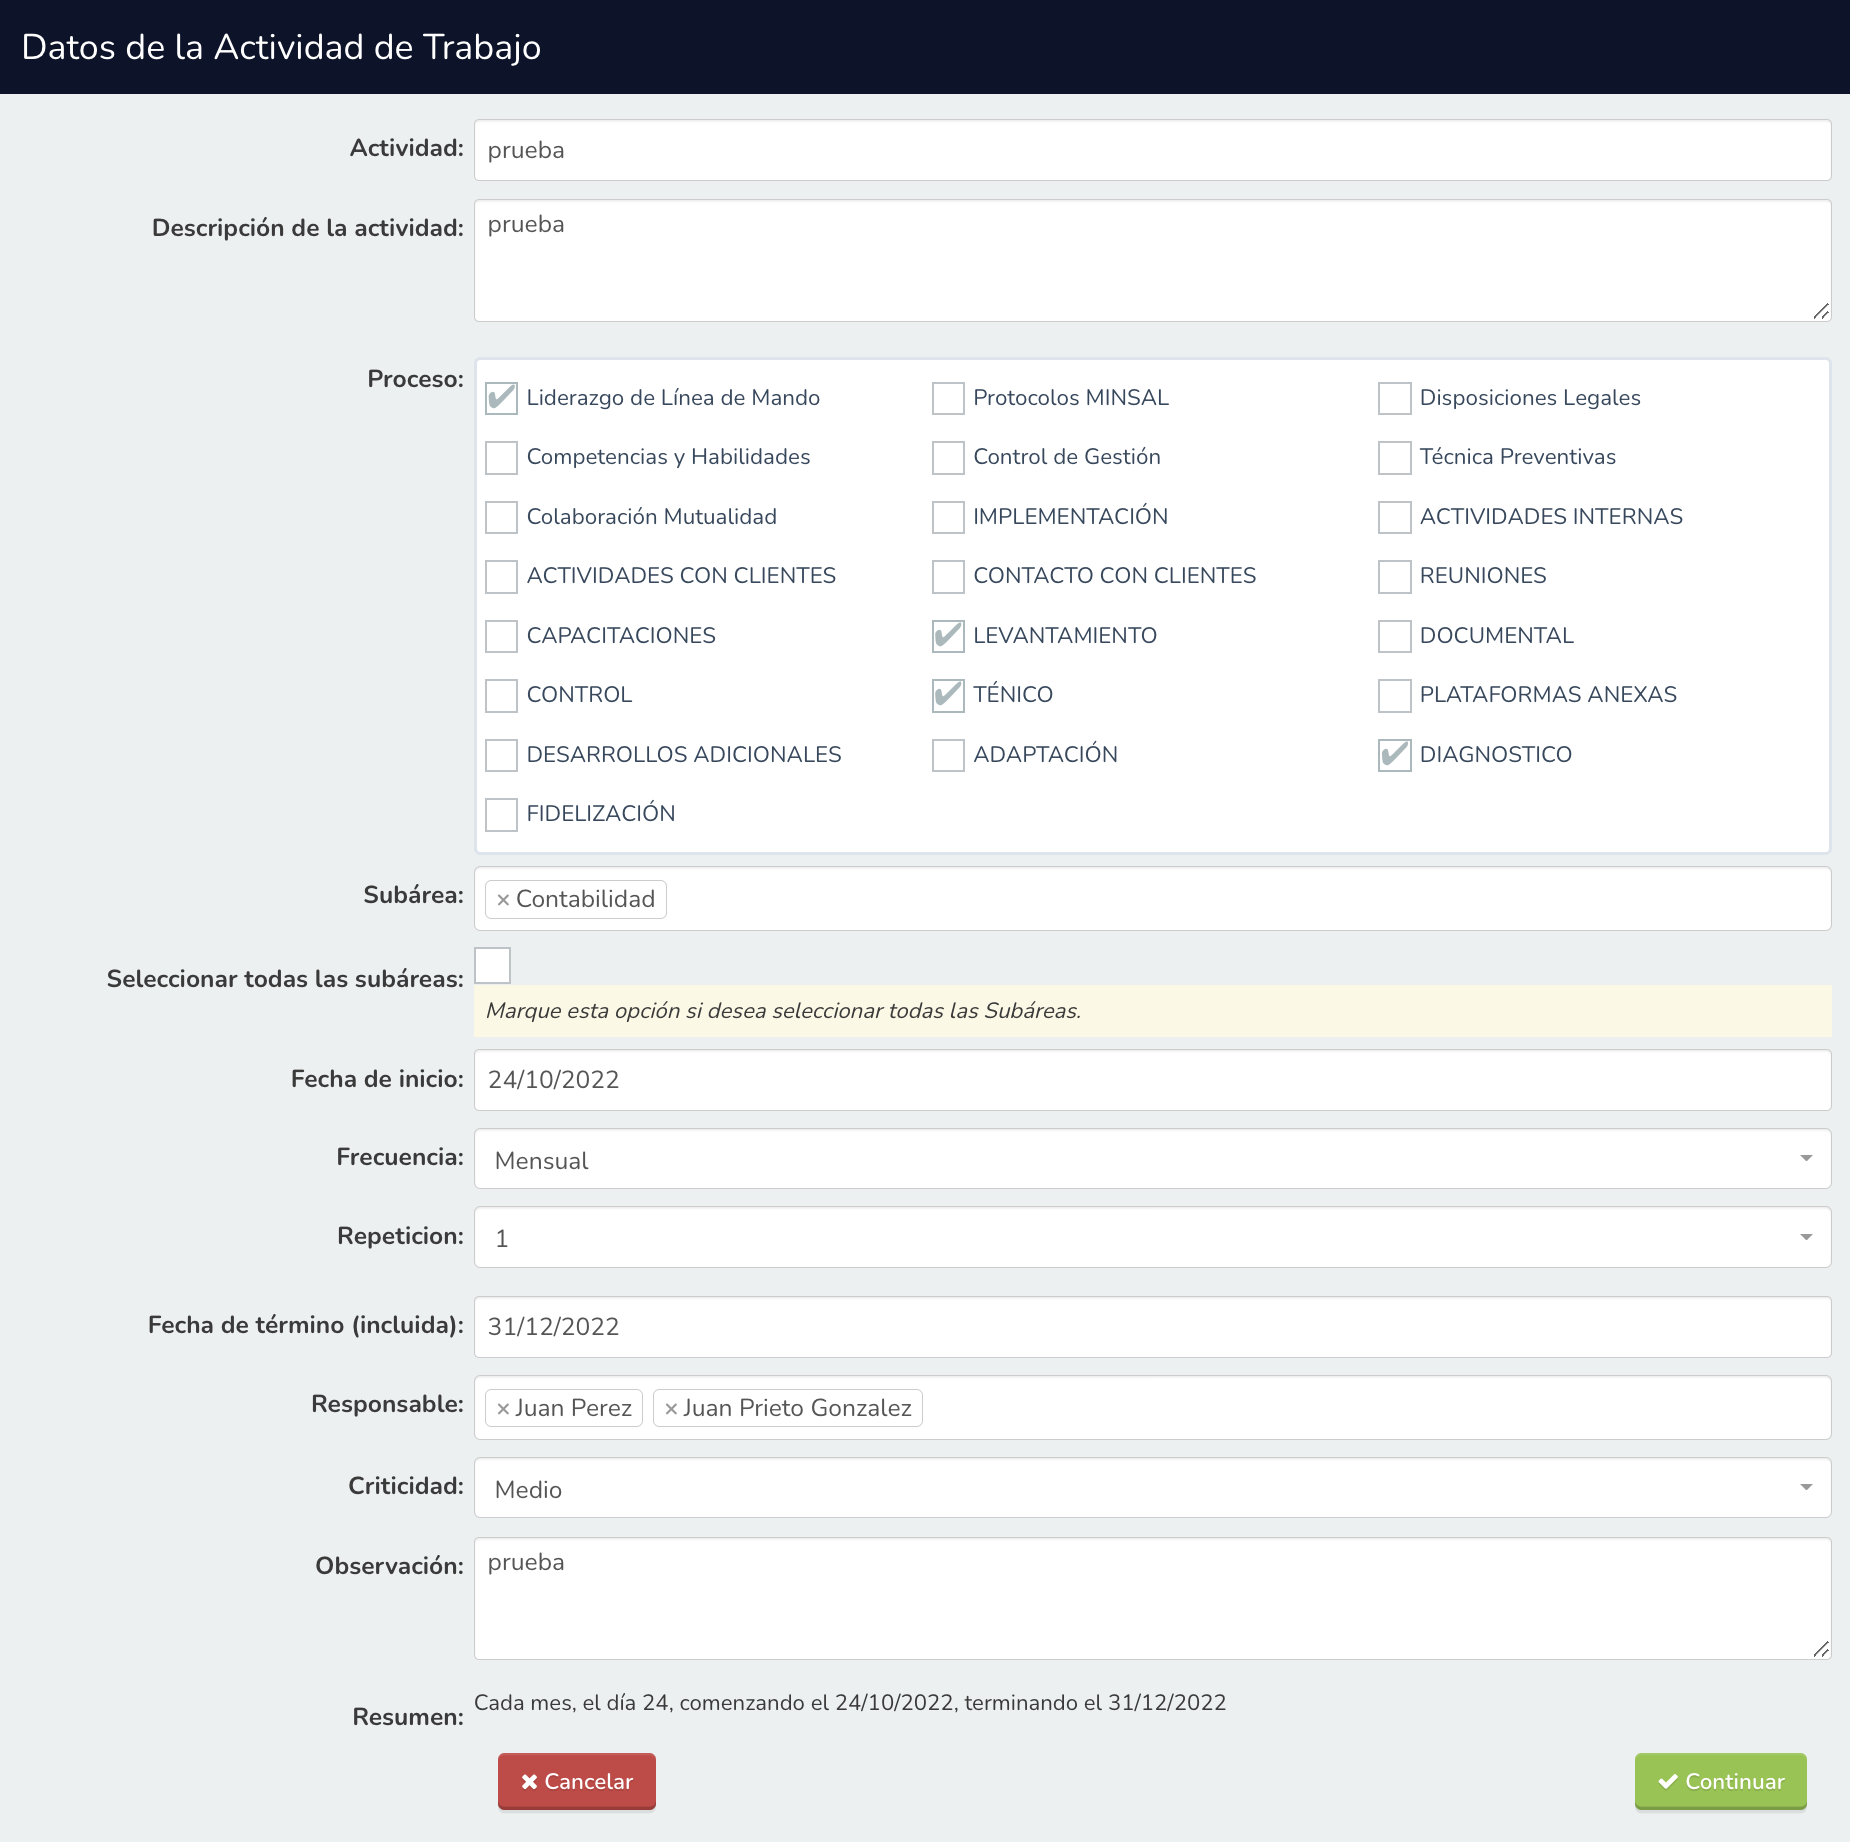 Datos de la Actividad de Trabajo
Actividad: prueba
Descripción de la actividad: prueba
Proceso:
Liderazgo de Línea de Mando Protocolos MINSAL Disposiciones Legales
Competencias y Habilidades Control de Gestión Técnica Preventivas
Colaboración Mutualidad IMPLEMENTACIÓN ACTIVIDADES INTERNAS
ACTIVIDADES CON CLIENTES CONTACTO CON CLIENTES REUNIONES
CAPACITACIONES LEVANTAMIENTO DOCUMENTAL
CONTROL TÉNICO PLATAFORMAS ANEXAS
DESARROLLOS ADICIONALES ADAPTACIÓN DIAGNOSTICO
FIDELIZACIÓN
Subárea: × Contabilidad
Seleccionar todas las subáreas:
Marque esta opción si desea seleccionar todas las Subáreas.
Fecha de inicio: 24/10/2022
Frecuencia: Mensual
Repeticion: 1
Fecha de término (incluida): 31/12/2022
Responsable: × Juan Perez × Juan Prieto Gonzalez
Criticidad: Medio
Observación: prueba
Resumen: Cada mes, el día 24, comenzando el 24/10/2022, terminando el 31/12/2022
Cancelar Continuar